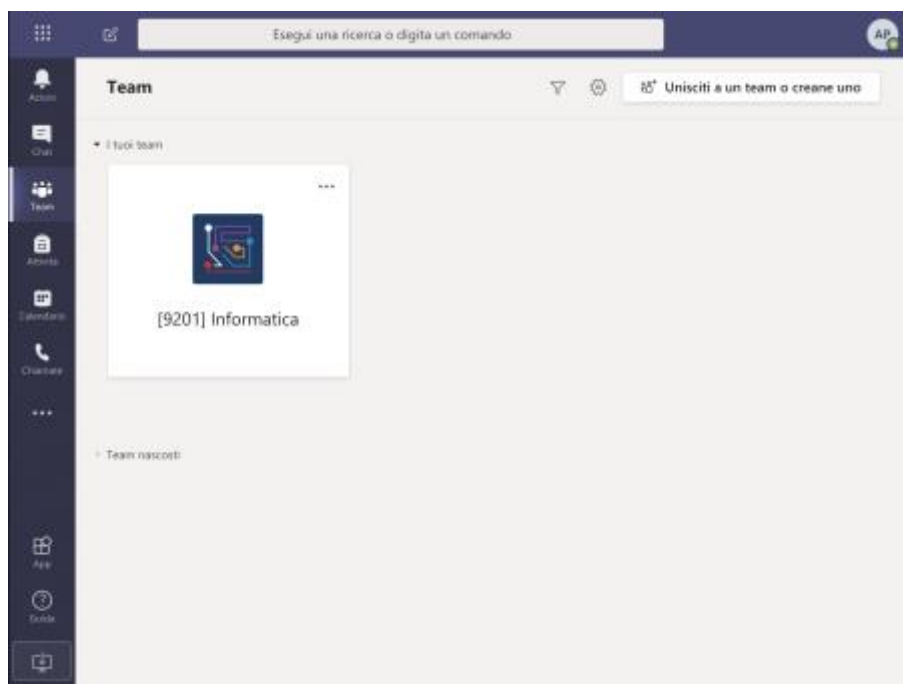 Esegui una ricerca o digita un comando
AP
Team
Unisciti a un team o creane uno
I tuoi team
[9201] Informatica
Team nascosti
Chat
Team
Attività
Calendario
Chiamate
App
Guida